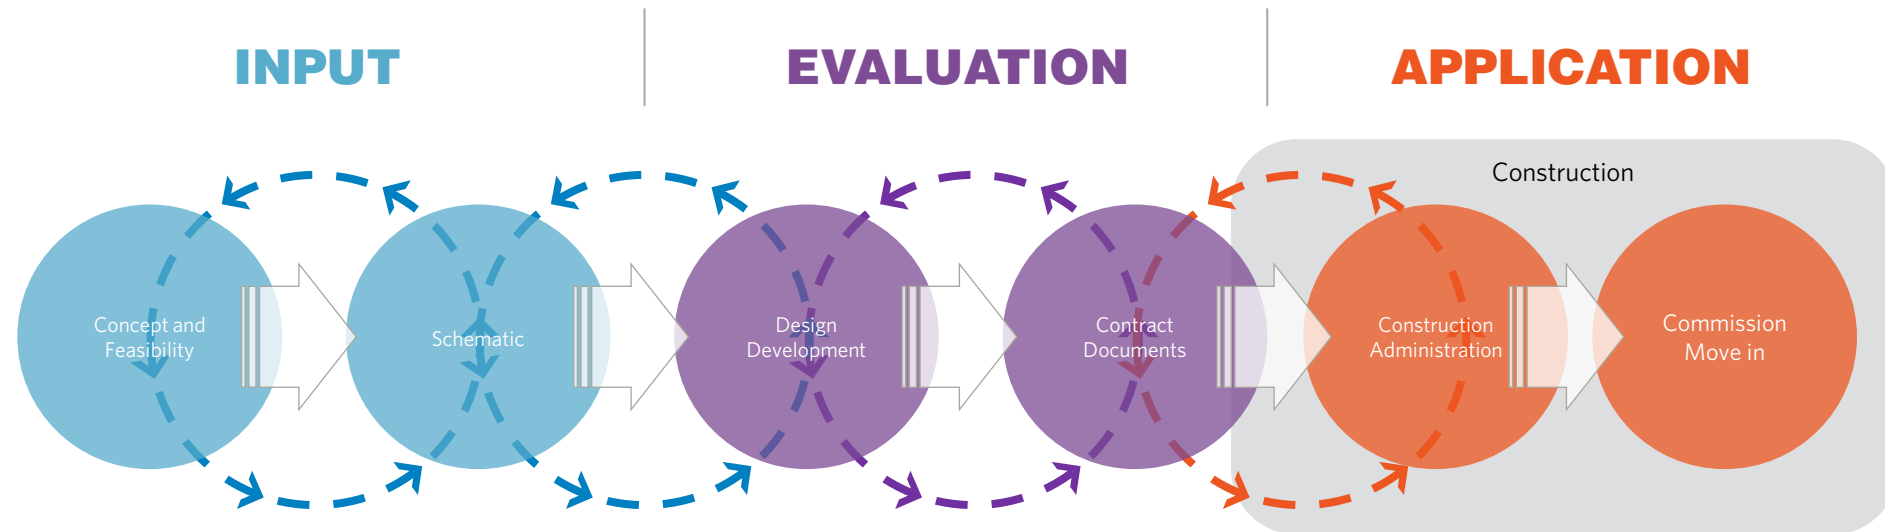 INPUT
EVALUATION
APPLICATION
Construction
Concept and
Feasibility
Schematic
Design
Development
Contract
Documents
Construction
Administration
Commission
Move in